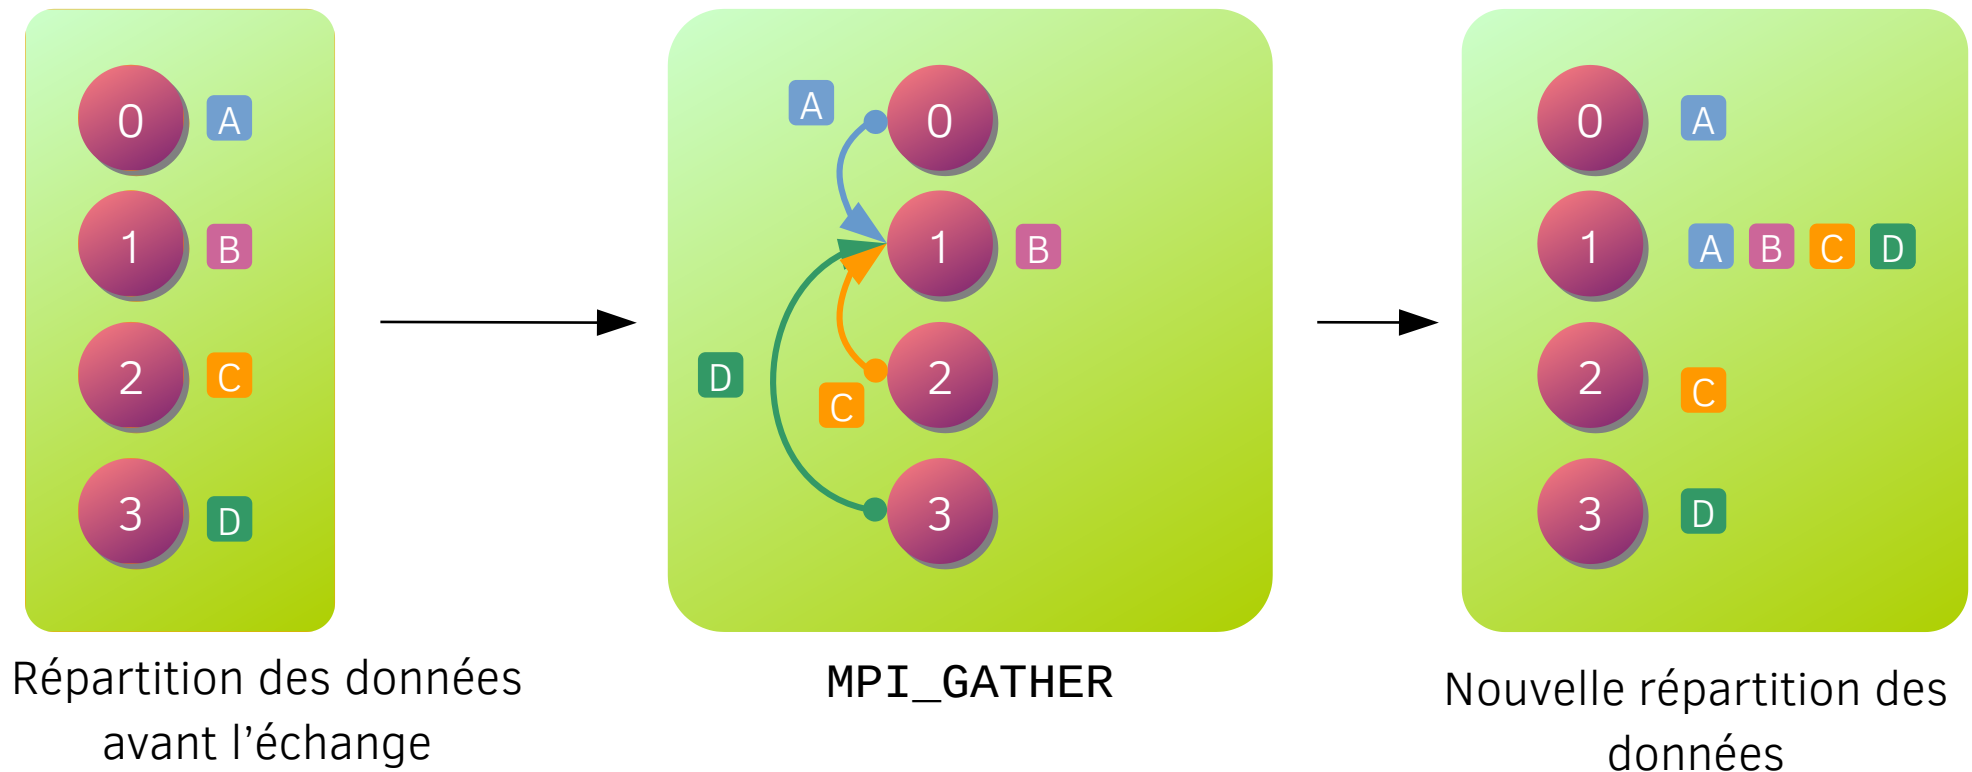 0 A
1 B
2 C
3 D
Répartition des données
avant l’échange
A 0
1 B
D C 2
3
MPI_GATHER
0 A
1 A B C D
2 C
3 D
Nouvelle répartition des
données